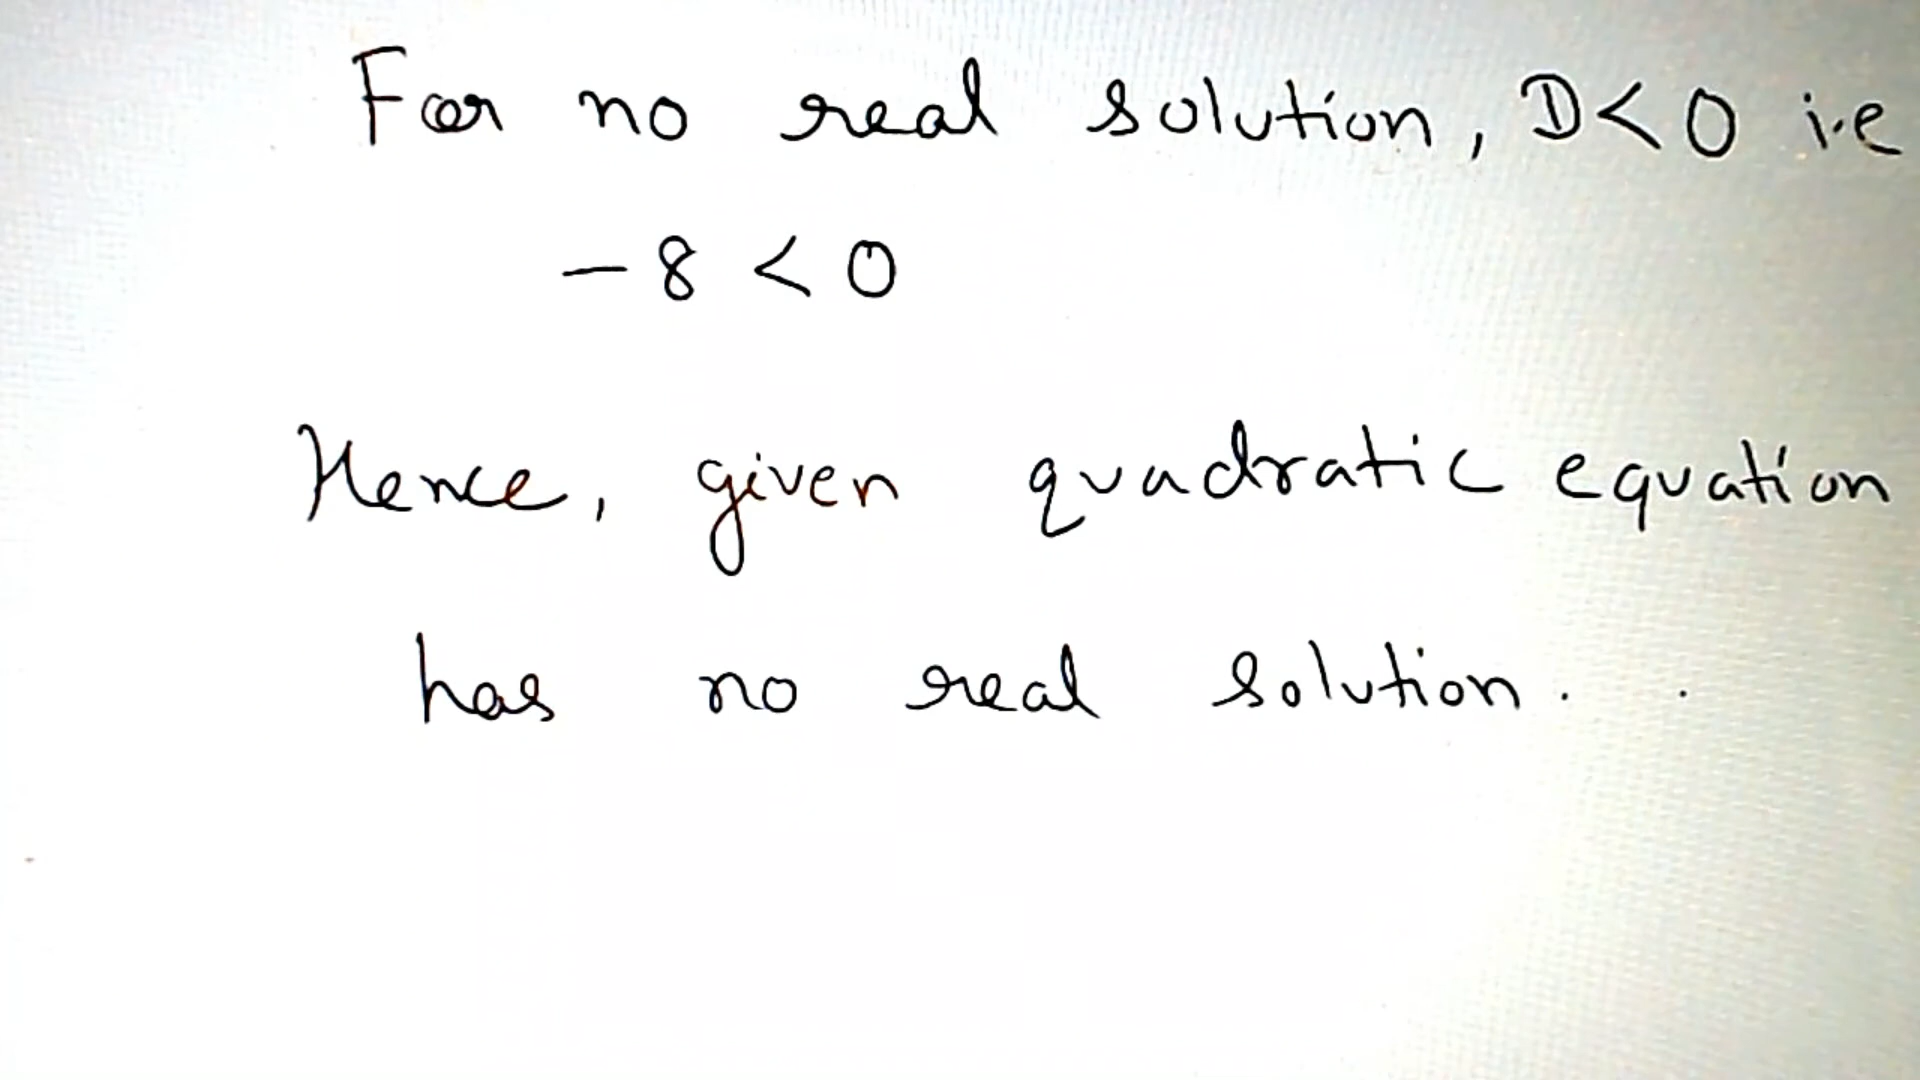 For no real solution, D<0 i.e
-8 < 0
Hence, given quadratic equation
has no real solution.